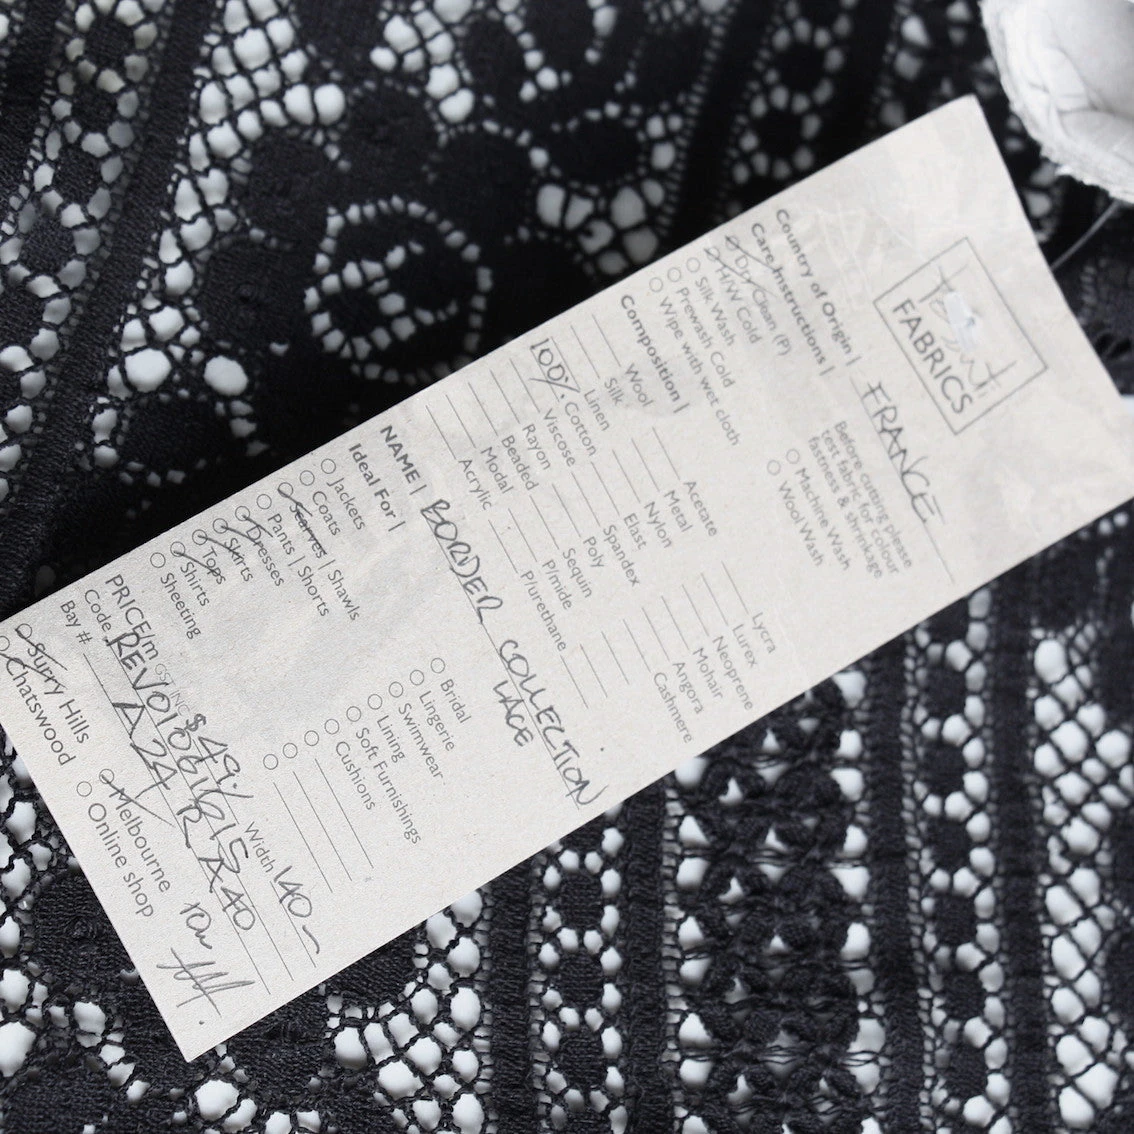 Tessuti
FABRICS
Country of Origin | FRANCE
Care Instructions |
Before cutting please
test fabric for colour
fastness & shrinkage
Dry Clean (P)
H/W Cold
Silk Wash
Prewash Cold
Wipe with wet cloth
Machine Wash
Wool Wash
Composition |
Wool
Silk
Linen
100% Cotton
Viscose
Rayon
Beaded
Modal
Acrylic
Acetate
Metal
Nylon
Elast
Spandex
Poly
Sequin
P/mide
P/urethane
Lycra
Lurex
Neoprene
Mohair
Angora
Cashmere
NAME | BORDER COLLECTION
LACE
Ideal For |
Jackets
Coats
Scarves | Shawls
Pants | Shorts
Dresses
Skirts
Tops
Shirts
Sheeting
Bridal
Lingerie
Swimwear
Lining
Soft Furnishings
Cushions
PRICE/m GST INC $49 Width 140
Code
Bay # A24 R A40
Surry Hills
Chatswood
Melbourne
Online shop